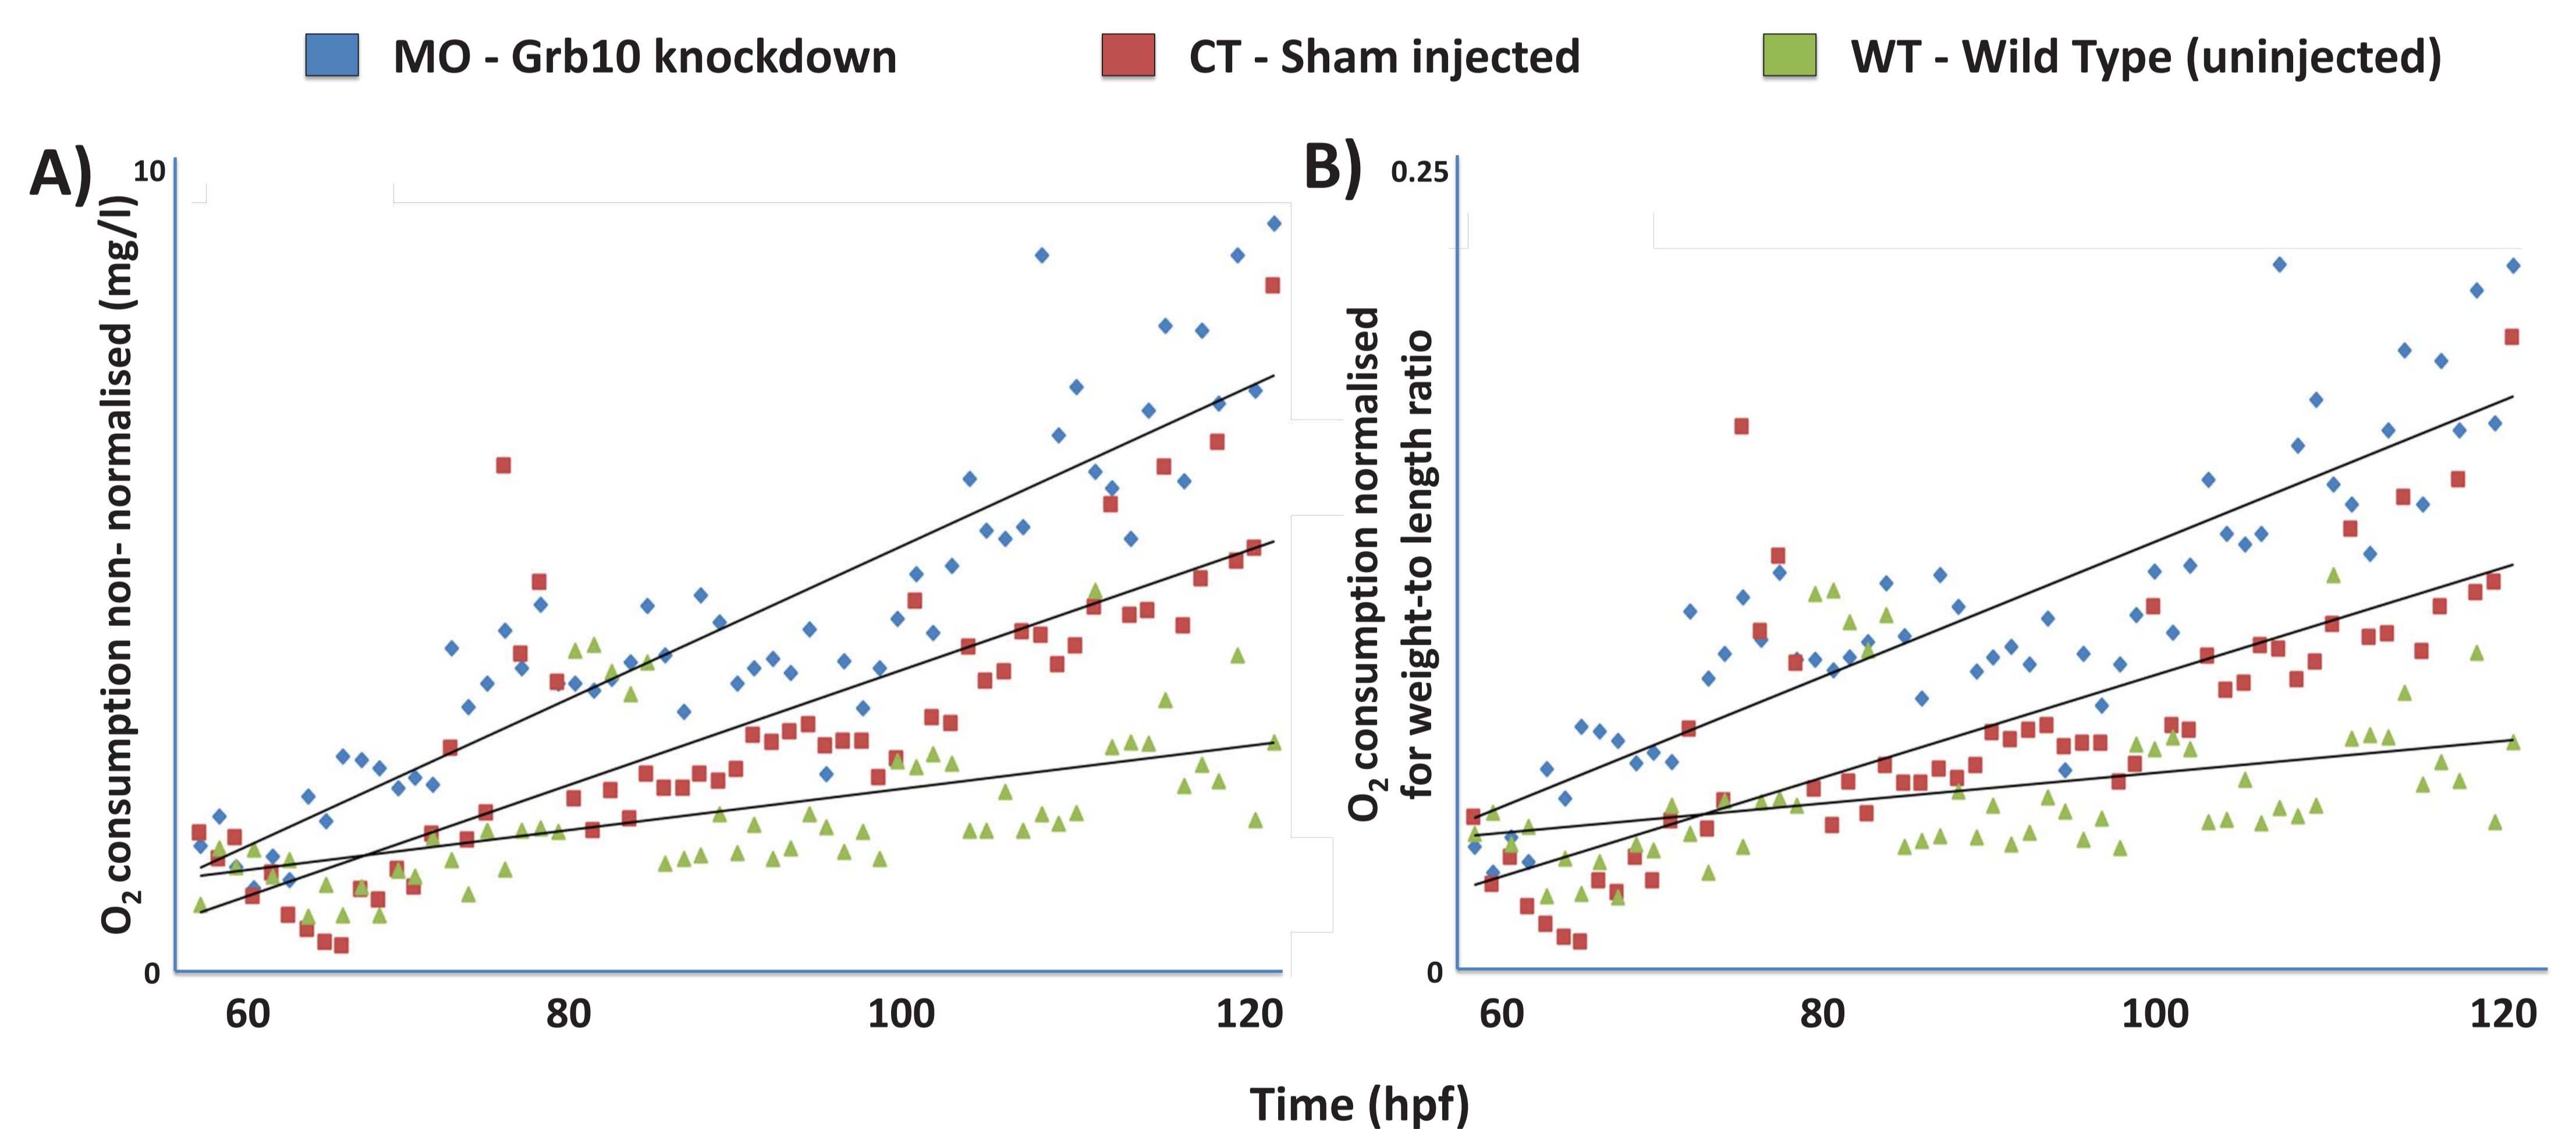 MO - Grb10 knockdown
CT - Sham injected
WT - Wild Type (uninjected)
A)
10
O2 consumption non- normalised (mg/l)
0
60 80 100 120
B)
0.25
O2 consumption normalised
for weight-to length ratio
0
60 80 100 120
Time (hpf)